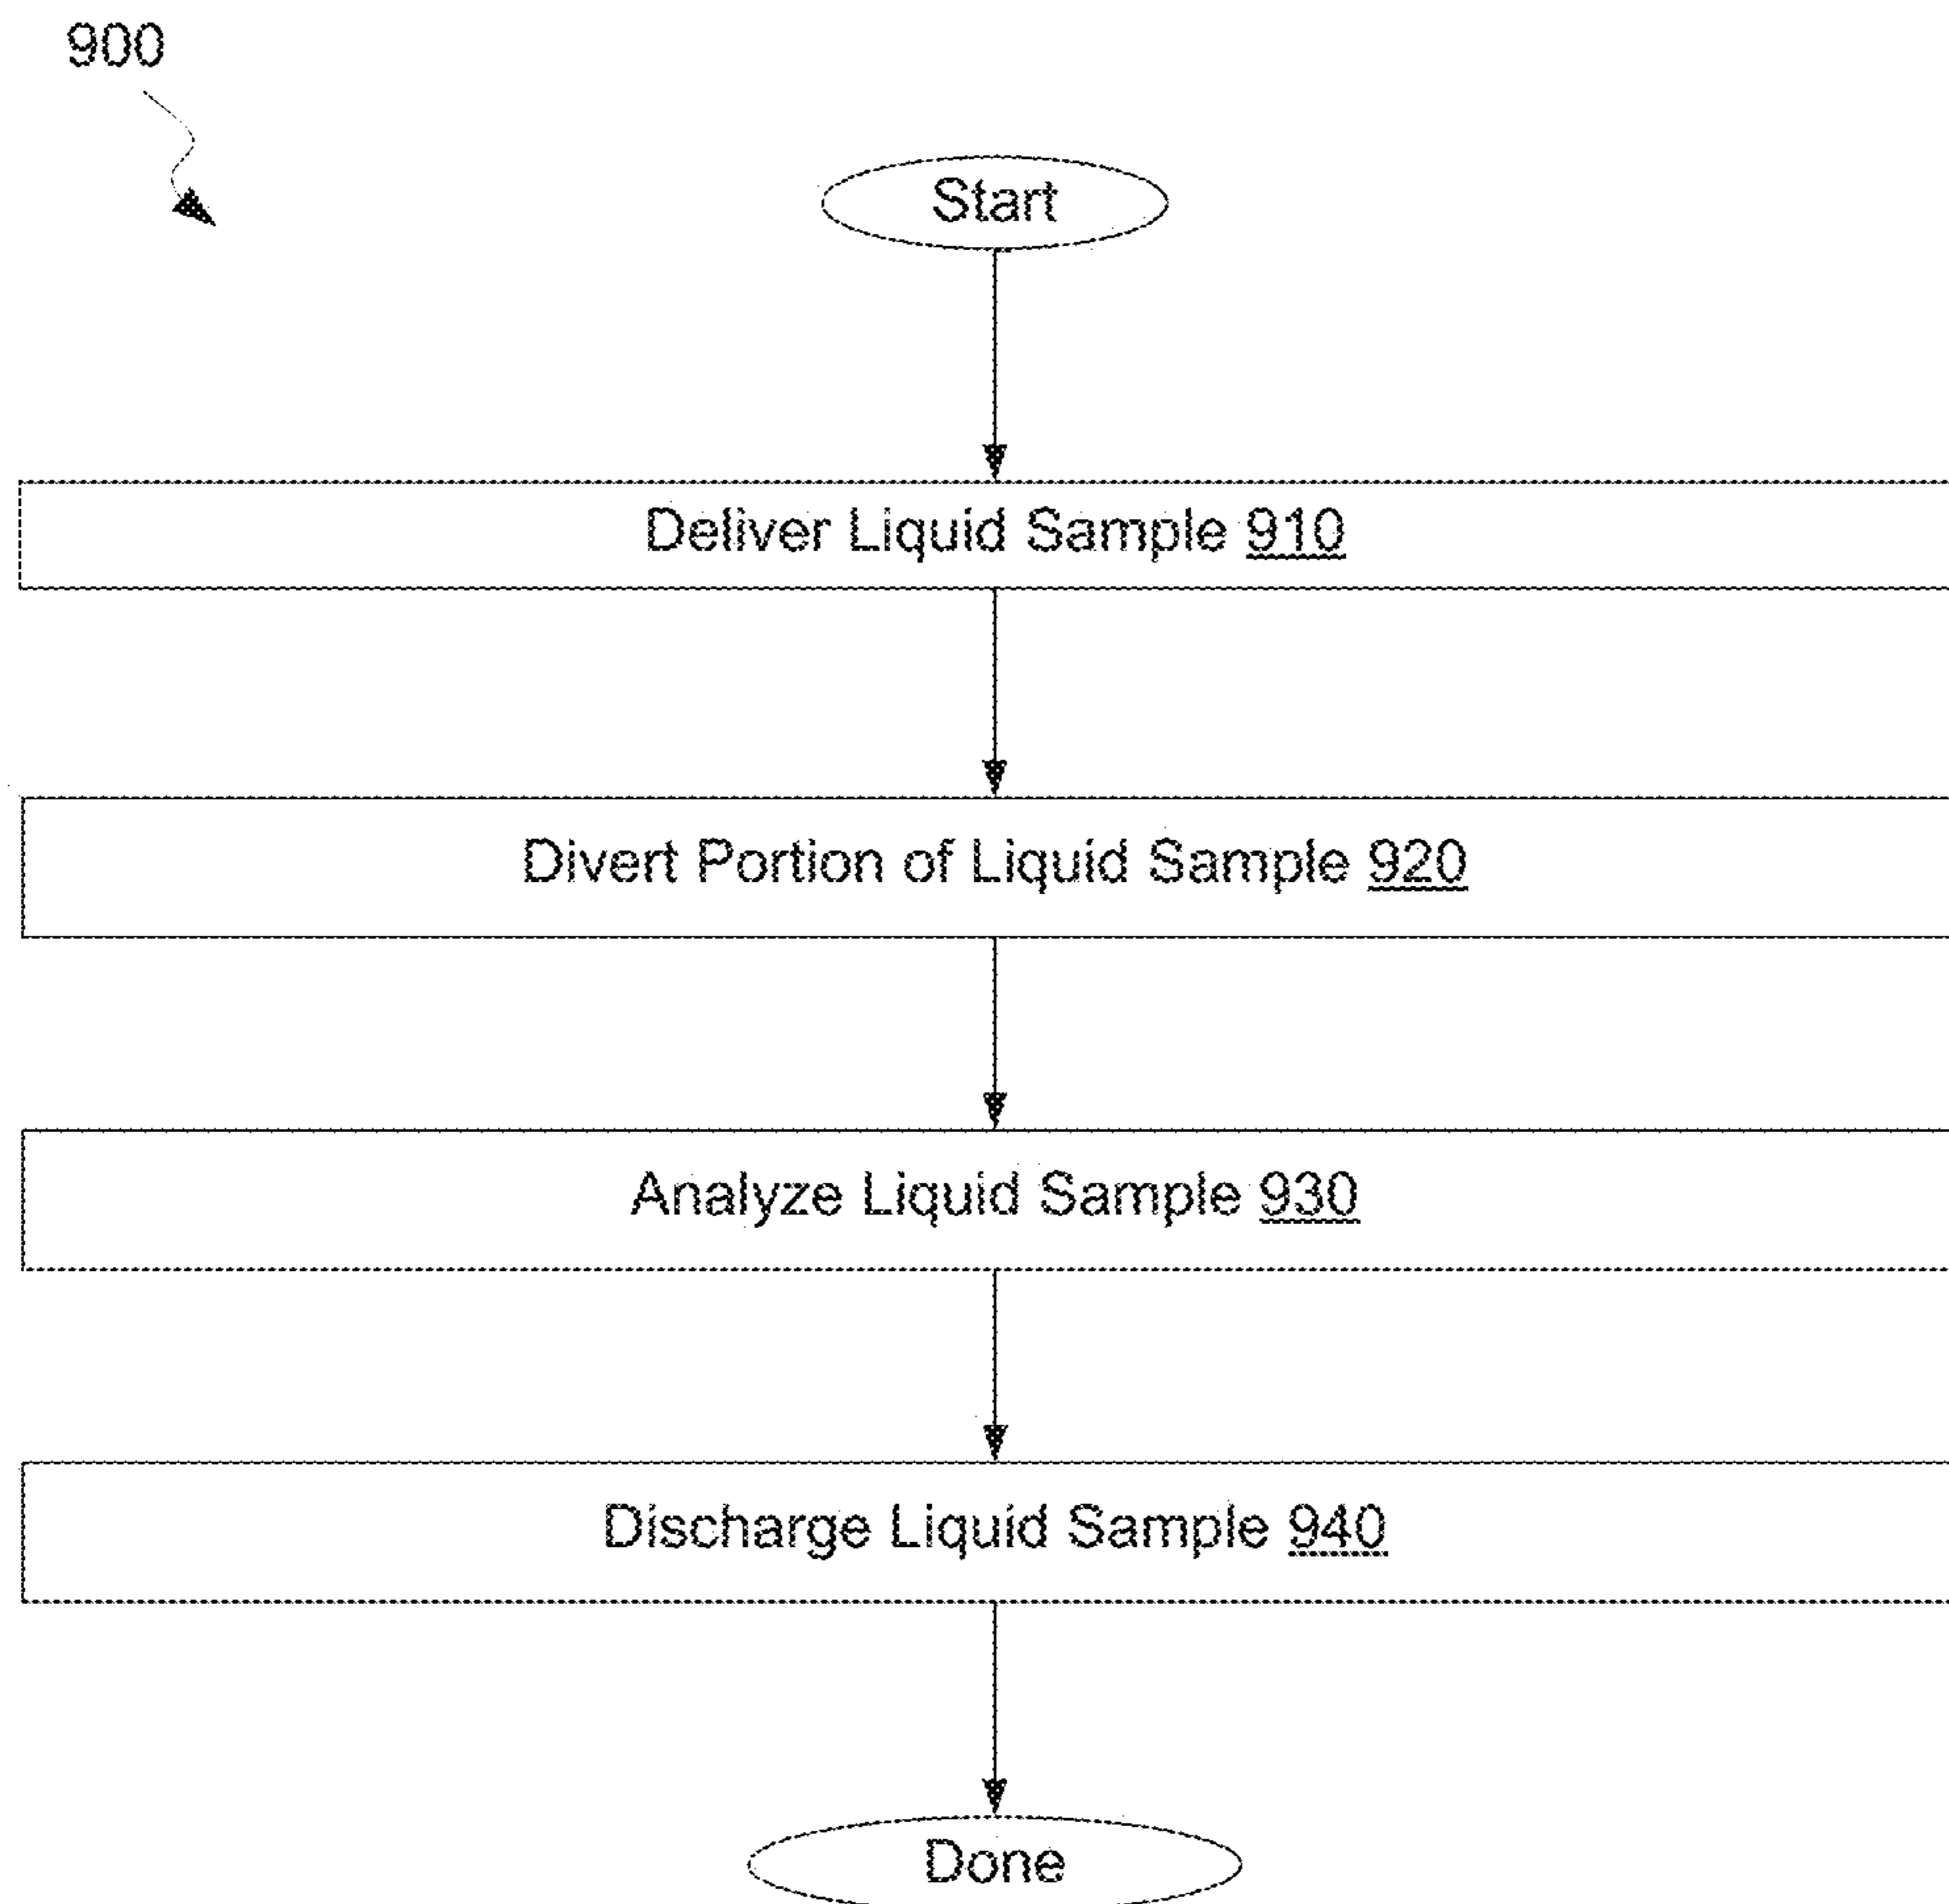 900
Start
Deliver Liquid Sample 910
Divert Portion of Liquid Sample 920
Analyze Liquid Sample 930
Discharge Liquid Sample 940
Done